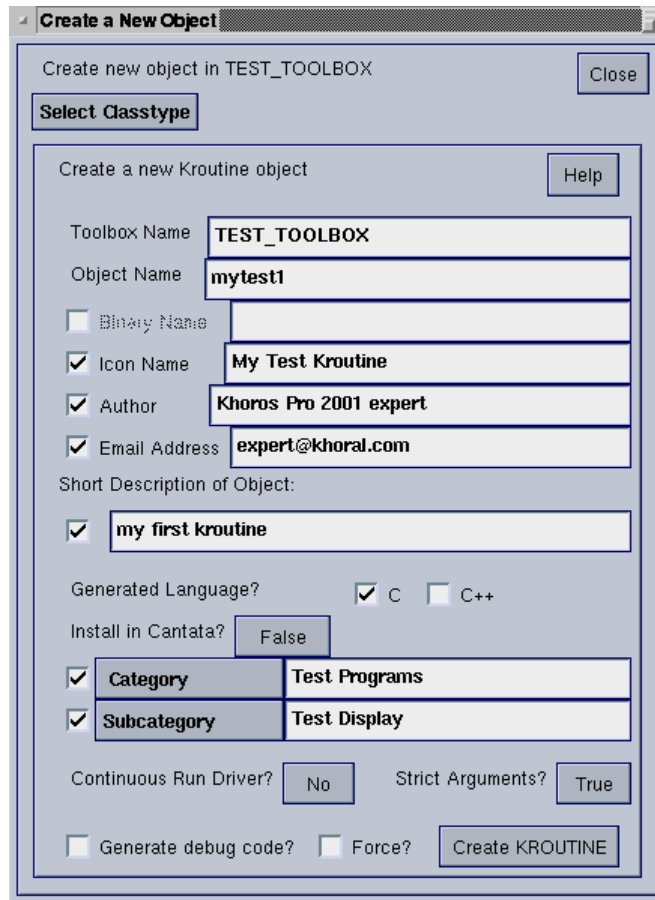 Create a New Object
Create new object in TEST_TOOLBOX
Close
Select Classtype
Create a new Kroutine object
Help
Toolbox Name TEST_TOOLBOX
Object Name mytest1
Binary Name
Icon Name My Test Kroutine
Author Khoros Pro 2001 expert
Email Address expert@khoral.com
Short Description of Object:
my first kroutine
Generated Language? C C++
Install in Cantata? False
Category Test Programs
Subcategory Test Display
Continuous Run Driver? No Strict Arguments? True
Generate debug code? Force? Create KROUTINE